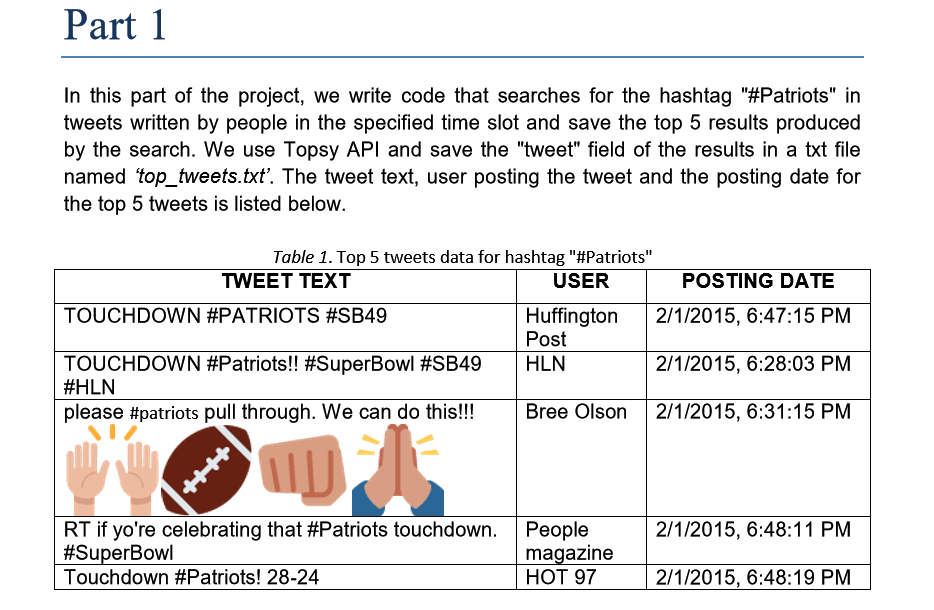 Part 1
In this part of the project, we write code that searches for the hashtag "#Patriots" in
tweets written by people in the specified time slot and save the top 5 results produced
by the search. We use Topsy API and save the "tweet" field of the results in a txt file
named ‘top_tweets.txt’. The tweet text, user posting the tweet and the posting date for
the top 5 tweets is listed below.
Table 1. Top 5 tweets data for hashtag "#Patriots"
TWEET TEXT USER POSTING DATE
TOUCHDOWN #PATRIOTS #SB49 Huffington 2/1/2015, 6:47:15 PM
Post
TOUCHDOWN #Patriots!! #SuperBowl #SB49 HLN 2/1/2015, 6:28:03 PM
#HLN
please #patriots pull through. We can do this!!! Bree Olson 2/1/2015, 6:31:15 PM
RT if yo're celebrating that #Patriots touchdown. People 2/1/2015, 6:48:11 PM
#SuperBowl magazine
Touchdown #Patriots! 28-24 HOT 97 2/1/2015, 6:48:19 PM